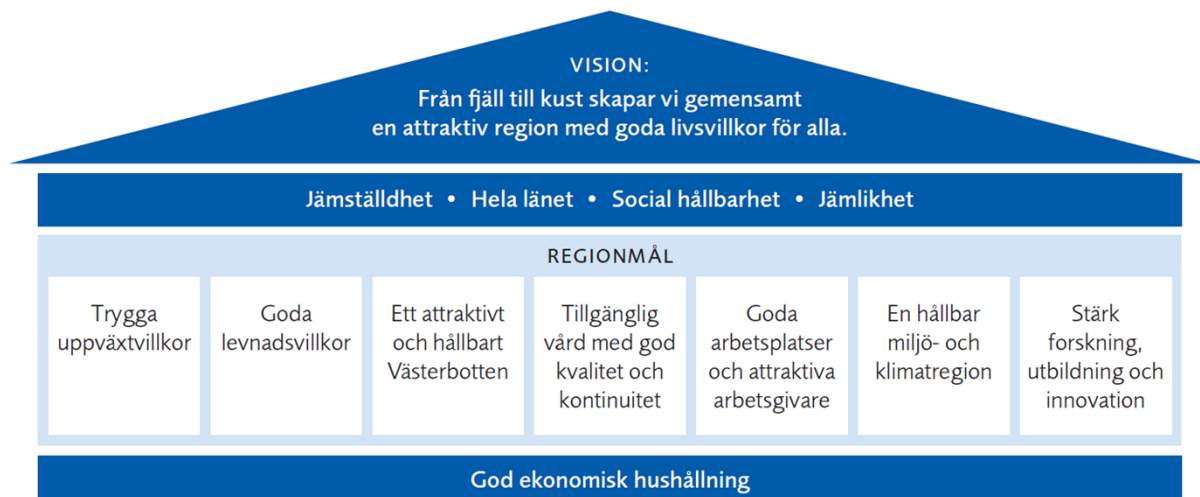 VISION:
Från fjäll till kust skapar vi gemensamt
en attraktiv region med goda livsvillkor för alla.
Jämställdhet • Hela länet • Social hållbarhet • Jämlikhet
REGIONMÅL
Trygga
uppväxtvillkor
Goda
levnadsvillkor
Ett attraktivt
och hållbart
Västerbotten
Tillgänglig
vård med god
kvalitet och
kontinuitet
Goda
arbetsplatser
och attraktiva
arbetsgivare
En hållbar
miljö- och
klimatregion
Stärk
forskning,
utbildning och
innovation
God ekonomisk hushållning